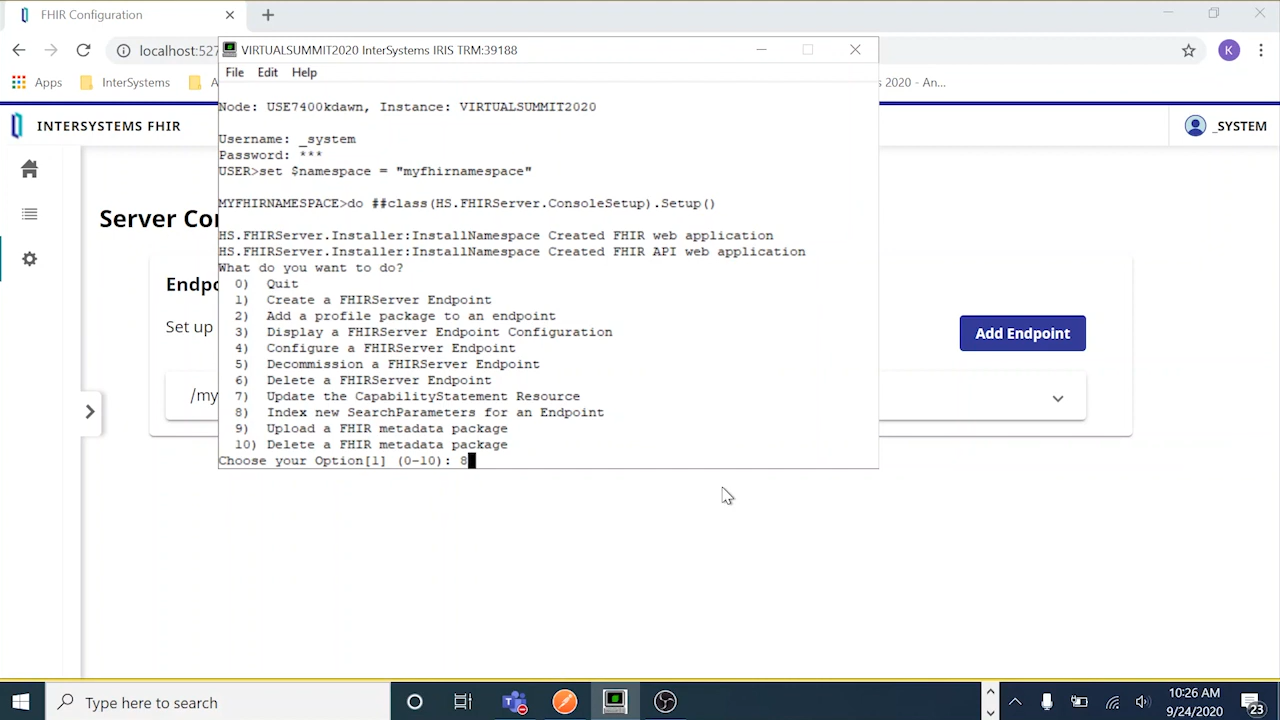 FHIR Configuration
localhost:527
Apps
InterSystems
A
s 2020 - An...
K
INTERSYSTEMS FHIR
_SYSTEM
Server Co
Endpo
Set up
Add Endpoint
/my
VIRTUALSUMMIT2020 InterSystems IRIS TRM:39188
File Edit Help
Node: USE7400kdawn, Instance: VIRTUALSUMMIT2020
Username: _system
Password: ***
USER>set $namespace = "myfhirnamespace"
MYFHIRNAMESPACE>do ##class(HS.FHIRServer.ConsoleSetup).Setup()
HS.FHIRServer.Installer:InstallNamespace Created FHIR web application
HS.FHIRServer.Installer:InstallNamespace Created FHIR API web application
What do you want to do?
0) Quit
1) Create a FHIRServer Endpoint
2) Add a profile package to an endpoint
3) Display a FHIRServer Endpoint Configuration
4) Configure a FHIRServer Endpoint
5) Decommission a FHIRServer Endpoint
6) Delete a FHIRServer Endpoint
7) Update the CapabilityStatement Resource
8) Index new SearchParameters for an Endpoint
9) Upload a FHIR metadata package
10) Delete a FHIR metadata package
Choose your Option[1] (0-10): 8
Type here to search
10:26 AM
9/24/2020
23